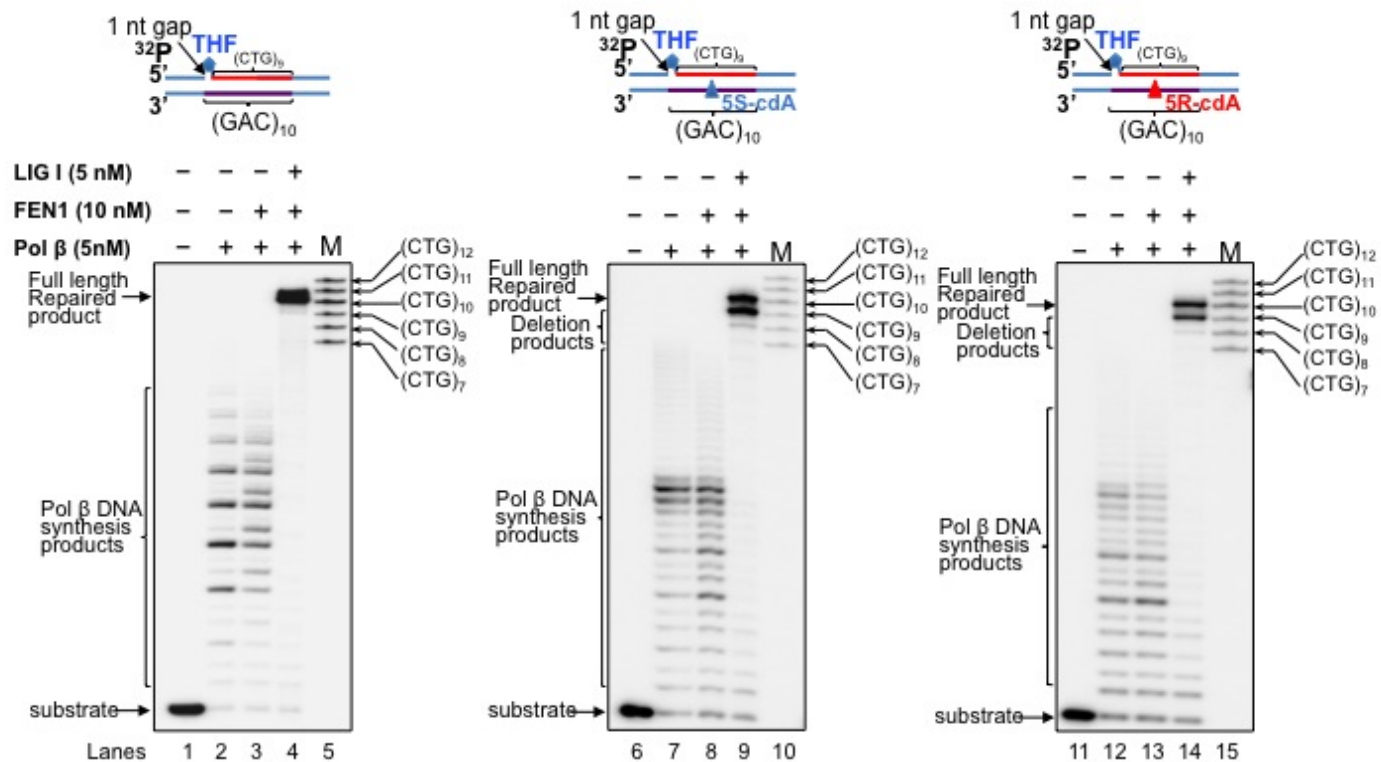 1 nt gap
32P
THF
(CTG)9
5’
3’
(GAC)10
1 nt gap
32P
THF
(CTG)9
5’
3’
5S-cdA
(GAC)10
1 nt gap
32P
THF
(CTG)9
5’
3’
5R-cdA
(GAC)10
LIG I (5 nM) – – – +
FEN1 (10 nM) – – + +
Pol β (5nM) – + + + M
Full length
Repaired
product
Pol β DNA
synthesis
products
substrate
(CTG)12
(CTG)11
(CTG)10
(CTG)9
(CTG)8
(CTG)7
Lanes 1 2 3 4 5
– – – +
– – + +
– + + + M
Full length
Repaired
product
Deletion
products
Pol β DNA
synthesis
products
substrate
(CTG)12
(CTG)11
(CTG)10
(CTG)9
(CTG)8
(CTG)7
6 7 8 9 10
– – – +
– – + +
– + + + M
Full length
Repaired
product
Deletion
products
Pol β DNA
synthesis
products
substrate
(CTG)12
(CTG)11
(CTG)10
(CTG)9
(CTG)8
(CTG)7
11 12 13 14 15